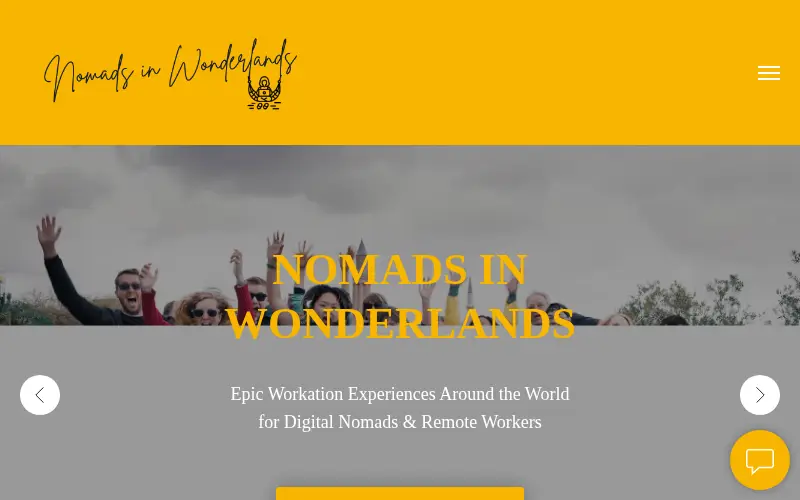 Nomads in Wonderlands
NOMADS IN
WONDERLANDS
Epic Workation Experiences Around the World
for Digital Nomads & Remote Workers